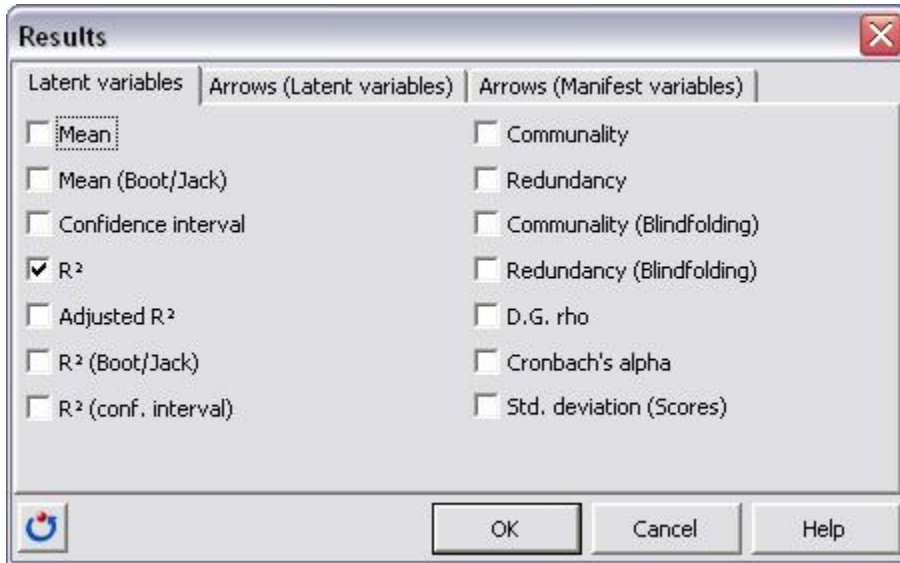 Results
Latent variables
Arrows (Latent variables)
Arrows (Manifest variables)
Mean
Mean (Boot/Jack)
Confidence interval
R²
Adjusted R²
R² (Boot/Jack)
R² (conf. interval)
Communality
Redundancy
Communality (Blindfolding)
Redundancy (Blindfolding)
D.G. rho
Cronbach's alpha
Std. deviation (Scores)
OK
Cancel
Help